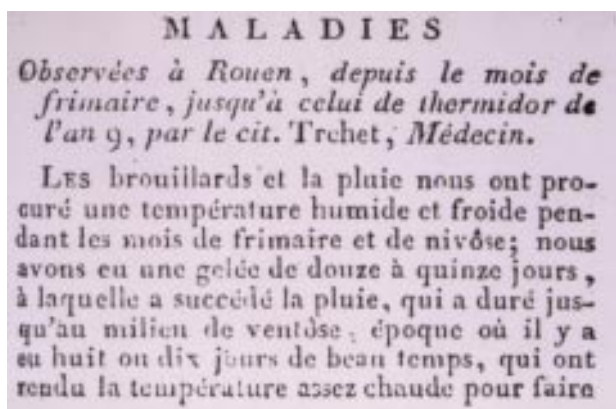 MALADIES
Observées à Rouen, depuis le mois de
frimaire, jusqu'à celui de thermidor de
l'an 9, par le cit. Trchet, Médecin.
LES brouillards et la pluie nous ont pro-
curé une température humide et froide pen-
dant les mois de frimaire et de nivôse; nous
avons eu une gelée de douze à quinze jours,
à laquelle a succédé la pluie, qui a duré jus-
qu'au milieu de ventôse, époque où il y a
eu huit ou dix jours de beau temps, qui ont
rendu la température assez chaude pour faire